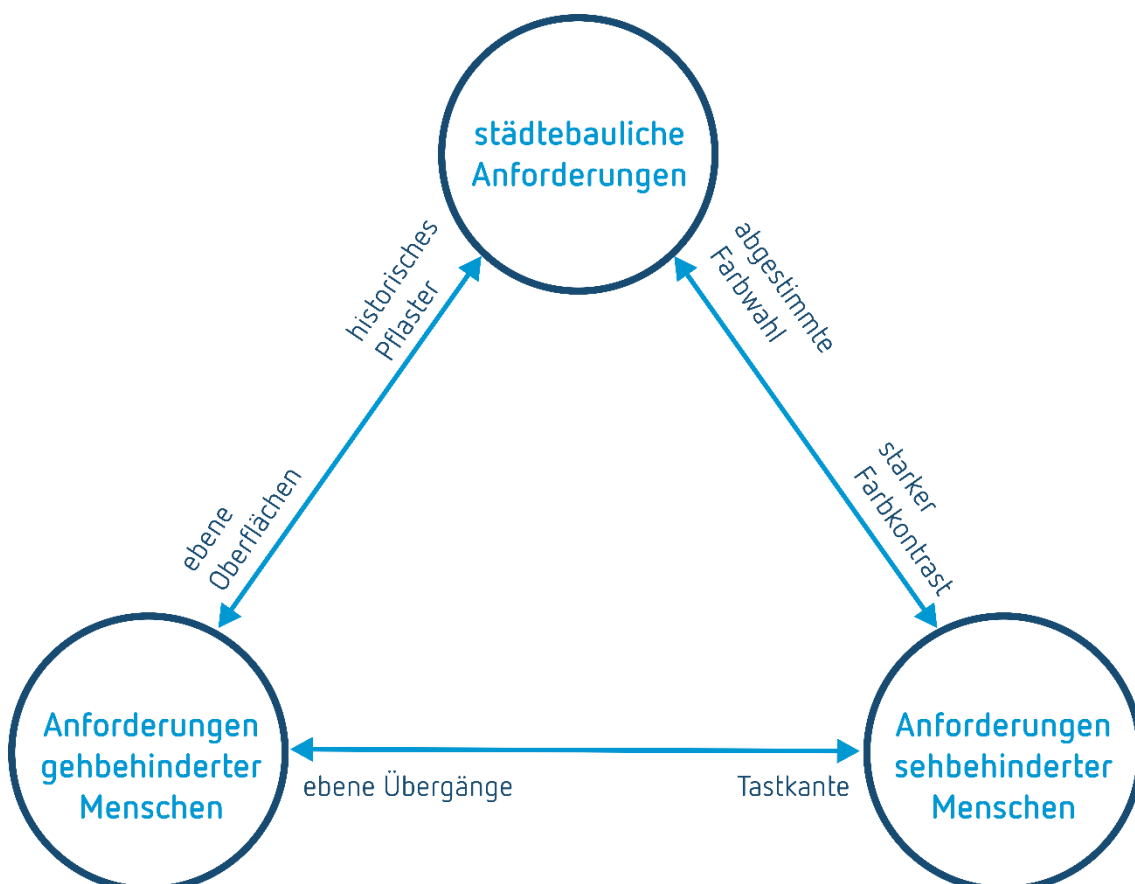 städtebauliche
Anforderungen
historisches
Pflaster
abgestimmte
Farbwahl
ebene
Oberflächen
starker
Farbkontrast
Anforderungen
gehbehinderter
Menschen
ebene Übergänge
Tastkante
Anforderungen
sehbehinderter
Menschen